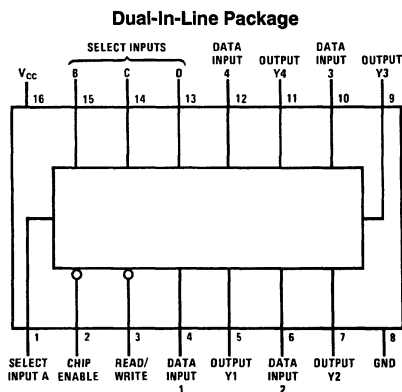 Dual-In-Line Package
SELECT INPUTS
DATA INPUT 4
OUTPUT Y4
DATA INPUT 3
OUTPUT Y3
VCC
B
C
D
16
15
14
13
12
11
10
9
1
2
3
4
5
6
7
8
SELECT INPUT A
CHIP ENABLE
READ/ WRITE
DATA INPUT 1
OUTPUT Y1
DATA INPUT 2
OUTPUT Y2
GND